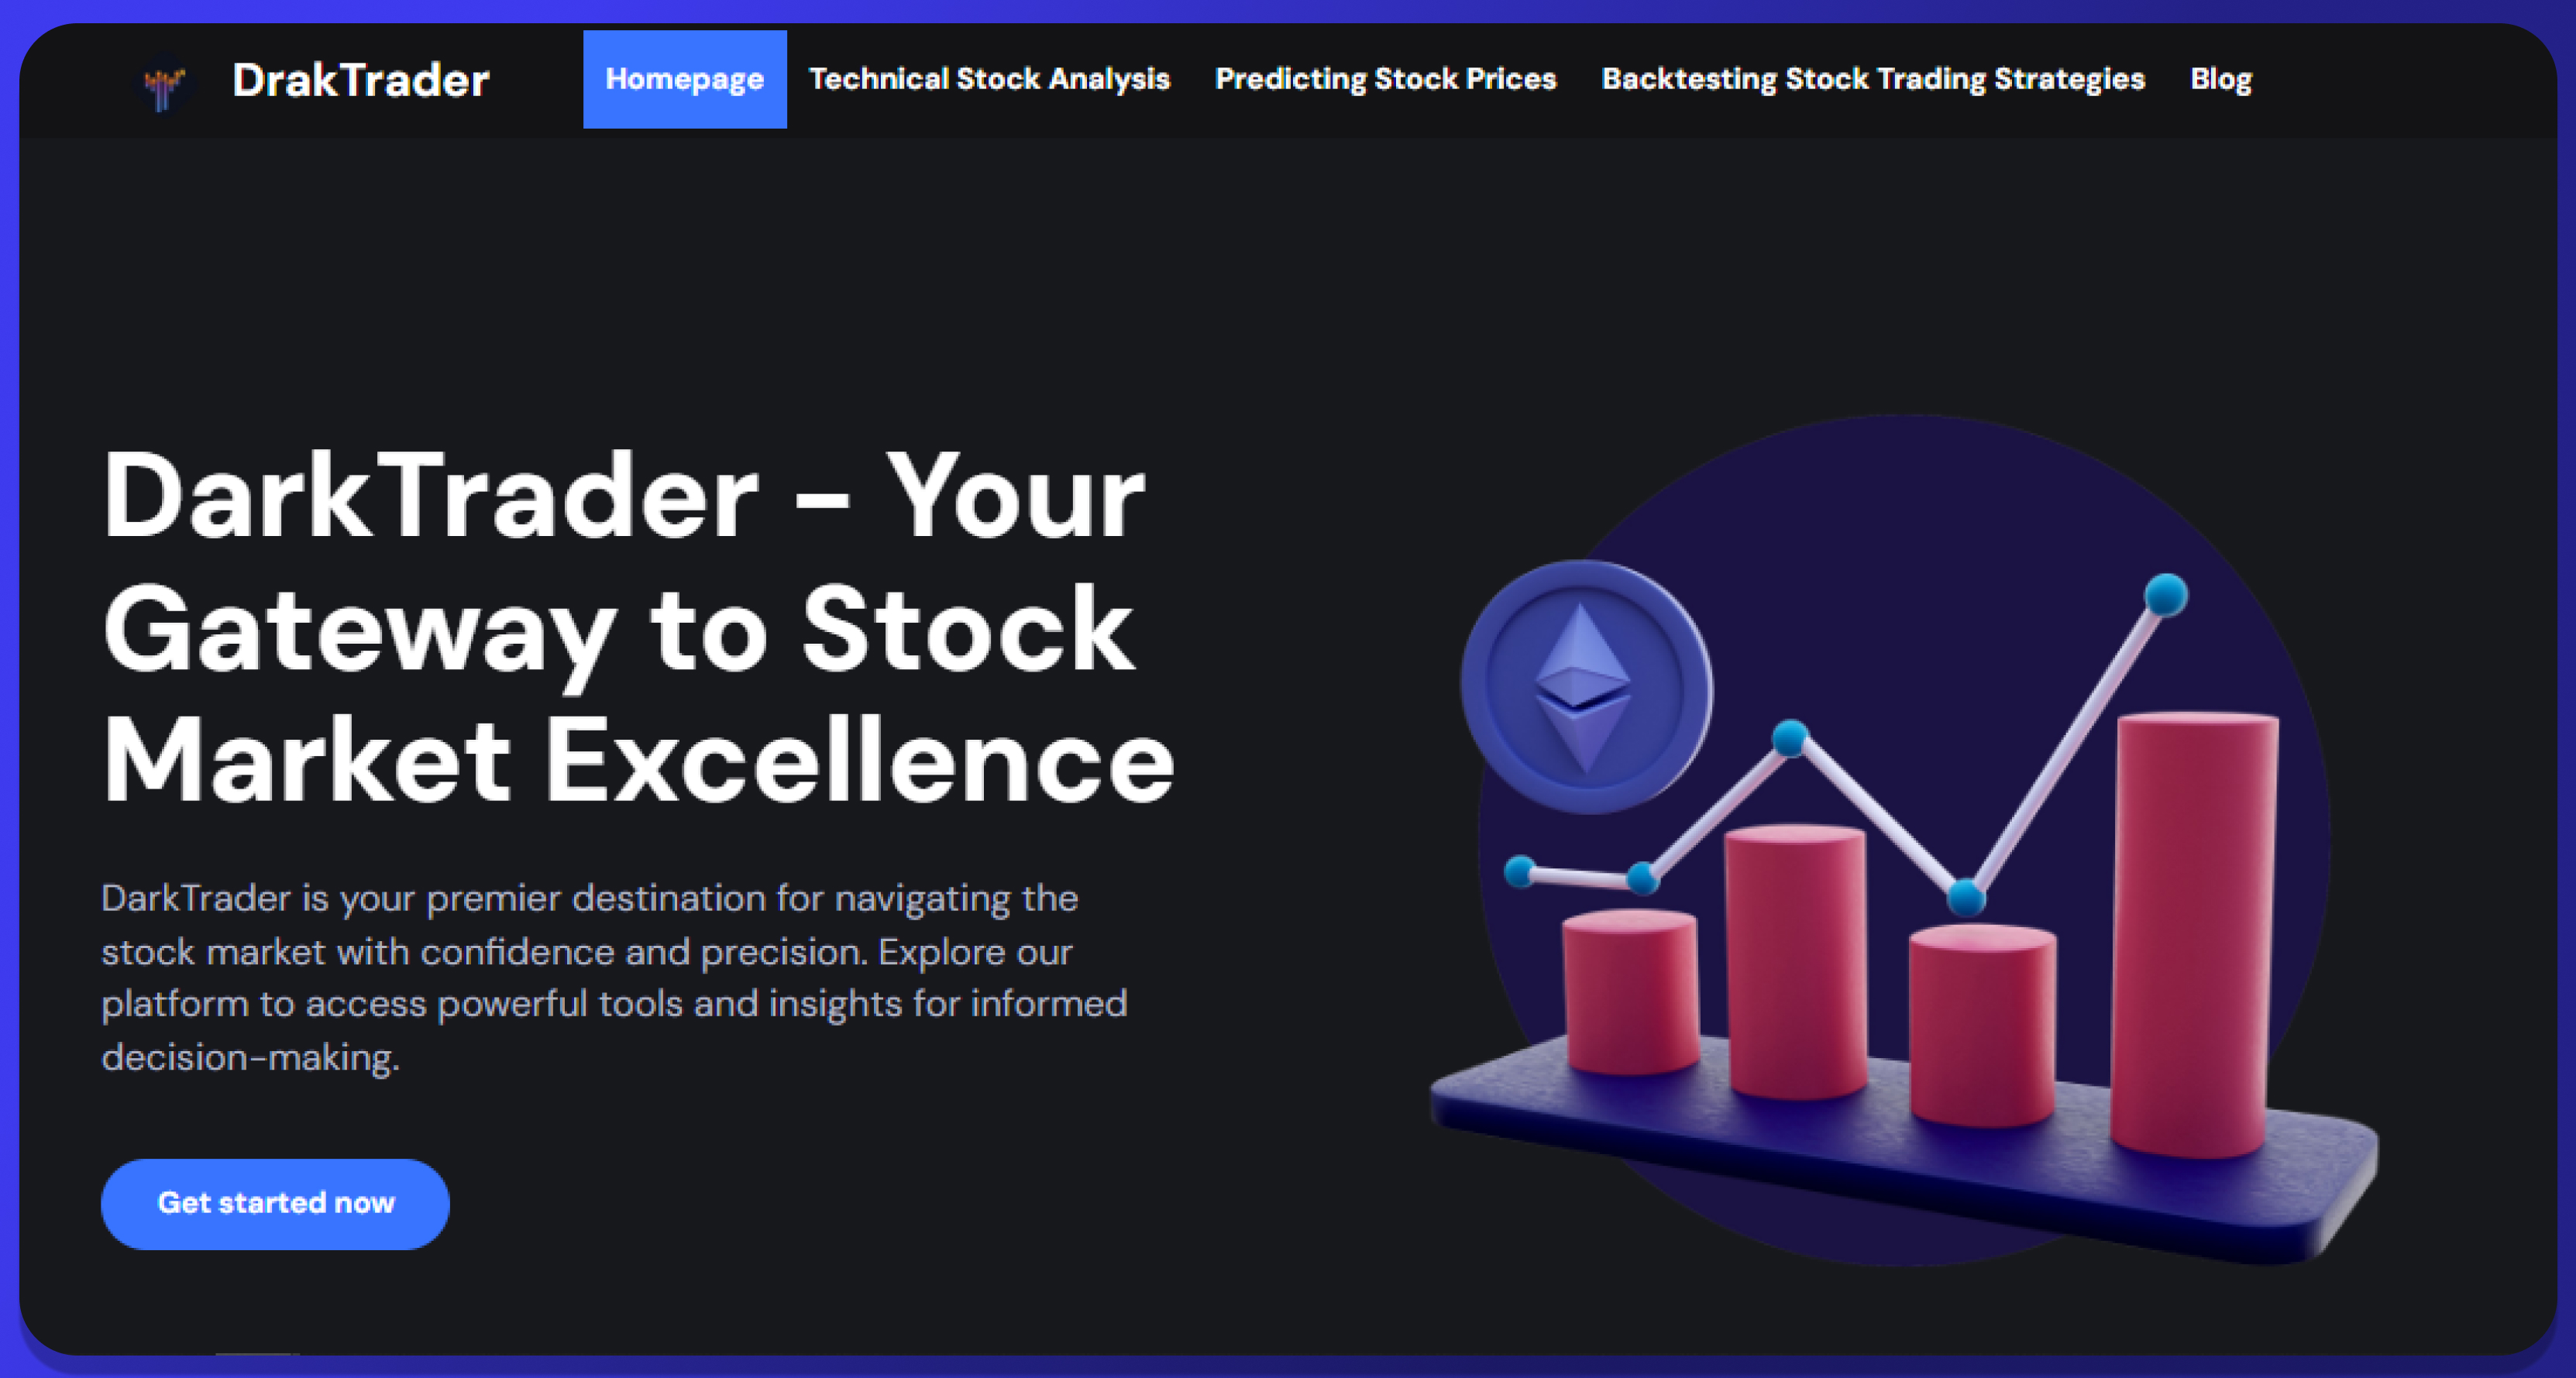 DrakTrader
Homepage
Technical Stock Analysis
Predicting Stock Prices
Backtesting Stock Trading Strategies
Blog
DarkTrader - Your
Gateway to Stock
Market Excellence
DarkTrader is your premier destination for navigating the
stock market with confidence and precision. Explore our
platform to access powerful tools and insights for informed
decision-making.
Get started now